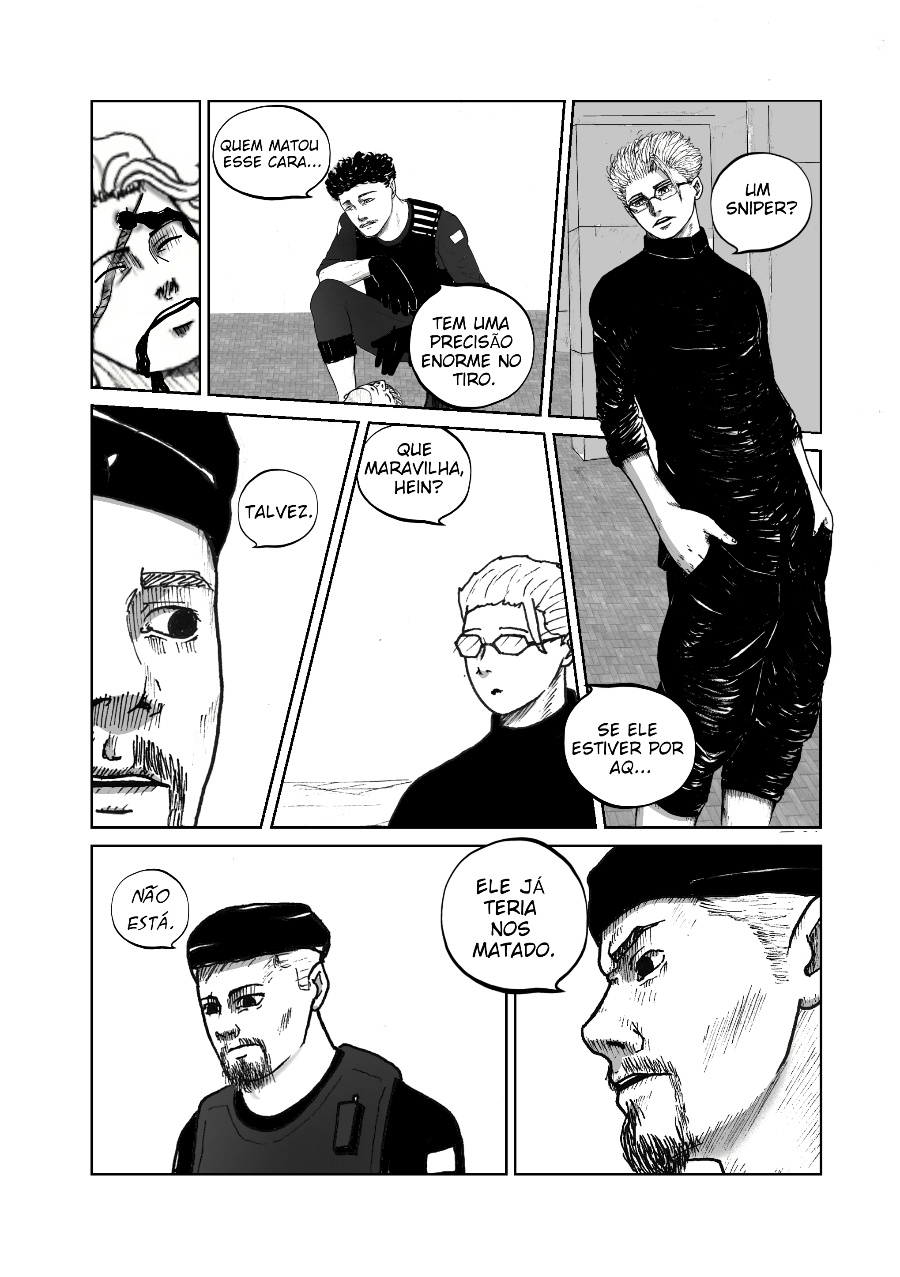 QUEM MATOU
ESSE CARA...
TEM UMA
PRECISÃO
ENORME NO
TIRO.
UM
SNIPER?
TALVEZ.
QUE
MARAVILHA,
HEIN?
SE ELE
ESTIVER POR
AQ...
NÃO
ESTÁ.
ELE JÁ
TERIA
NOS
MATADO.